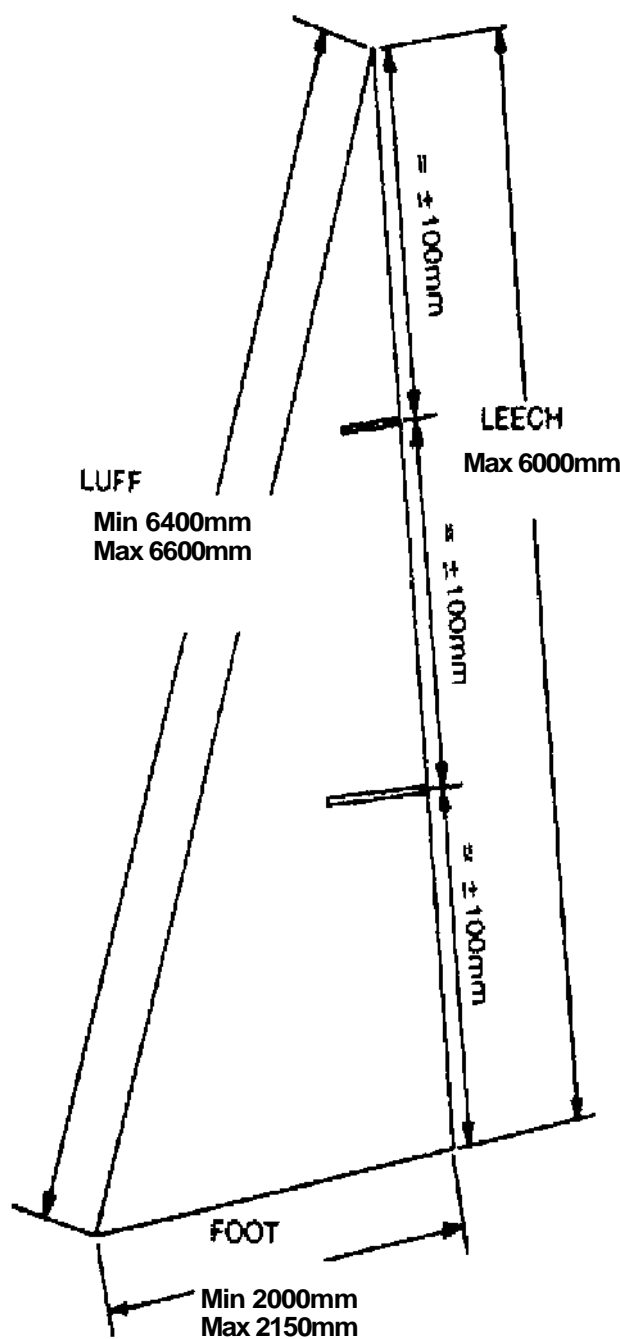 = ± 100mm
LEECH
Max 6000mm
LUFF
Min 6400mm
Max 6600mm
= ± 100mm
= ± 100mm
FOOT
Min 2000mm
Max 2150mm